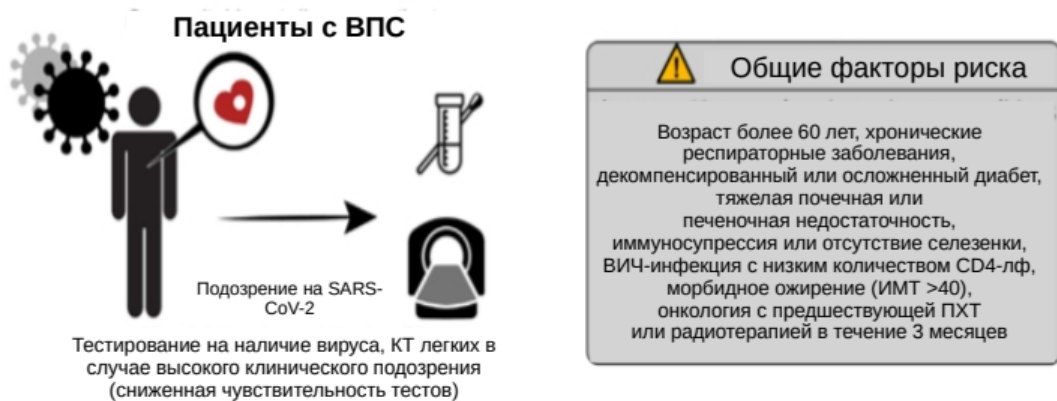 Пациенты с ВПС
Подозрение на SARS-
CoV-2
Тестирование на наличие вируса, КТ легких в
случае высокого клинического подозрения
(сниженная чувствительность тестов)
Общие факторы риска
Возраст более 60 лет, хронические
респираторные заболевания,
декомпенсированный или осложненный диабет,
тяжелая почечная или
печеночная недостаточность,
иммуносупрессия или отсутствие селезенки,
ВИЧ-инфекция с низким количеством CD4-лф,
морбидное ожирение (ИМТ >40),
онкология с предшествующей ПХТ
или радиотерапией в течение 3 месяцев